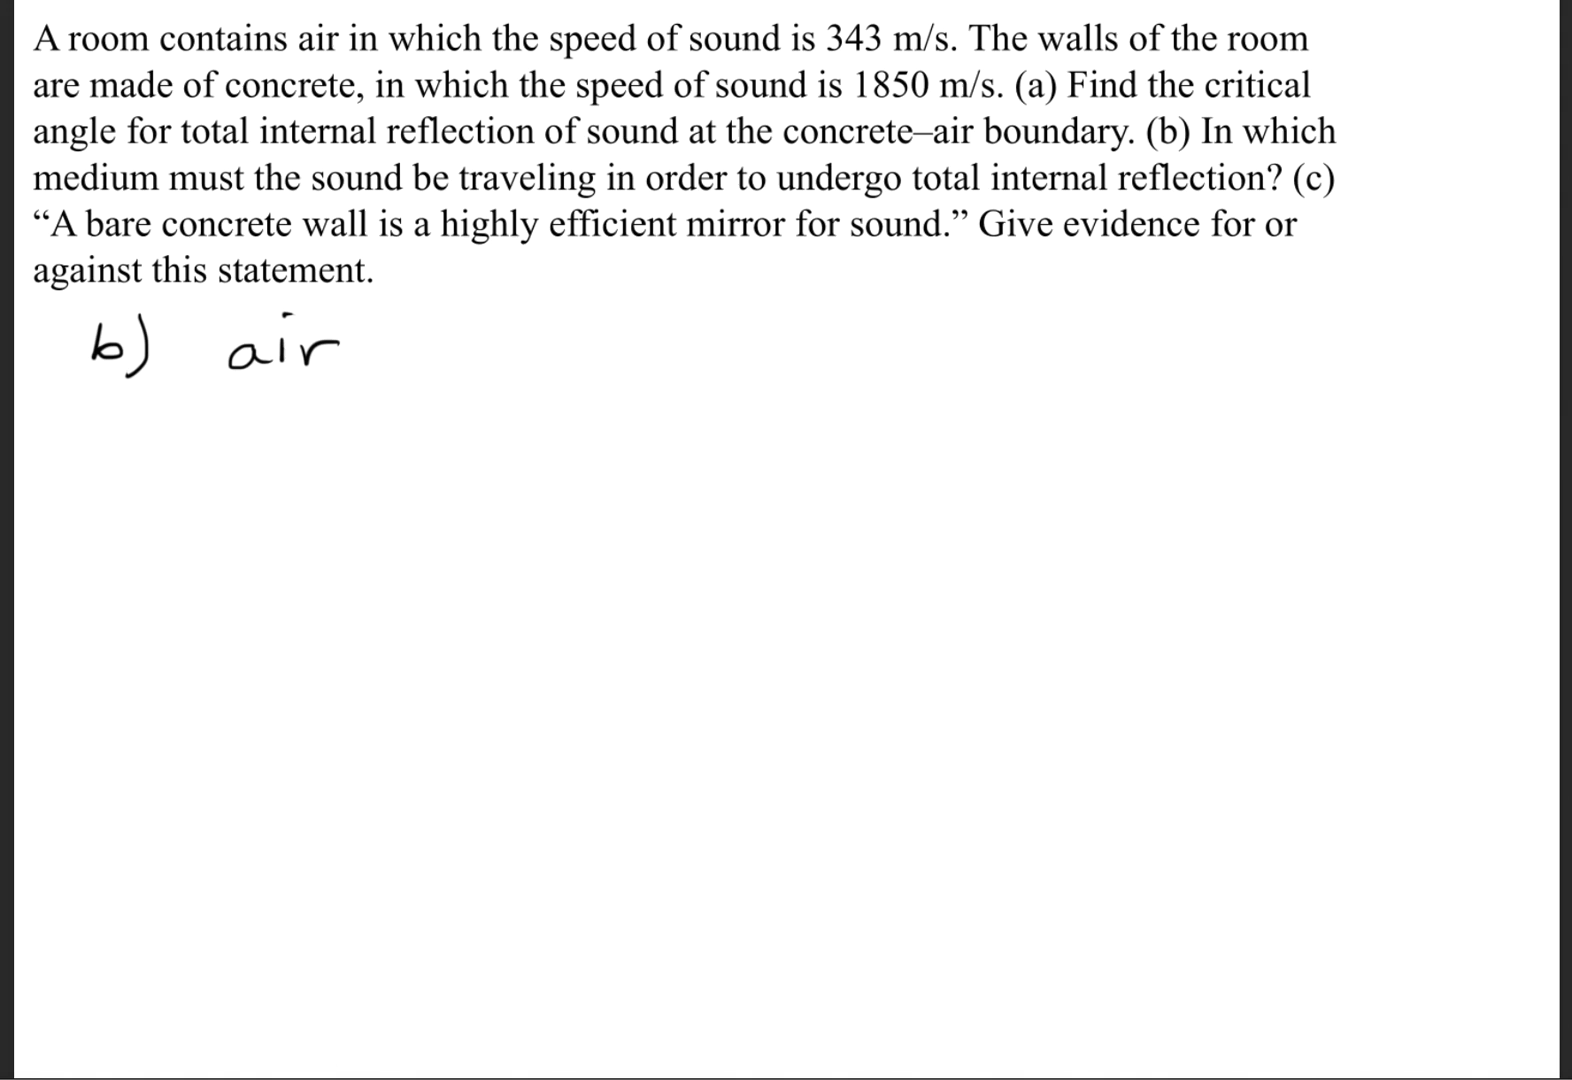 A room contains air in which the speed of sound is 343 m/s. The walls of the room
are made of concrete, in which the speed of sound is 1850 m/s. (a) Find the critical
angle for total internal reflection of sound at the concrete–air boundary. (b) In which
medium must the sound be traveling in order to undergo total internal reflection? (c)
“A bare concrete wall is a highly efficient mirror for sound.” Give evidence for or
against this statement.
b) air